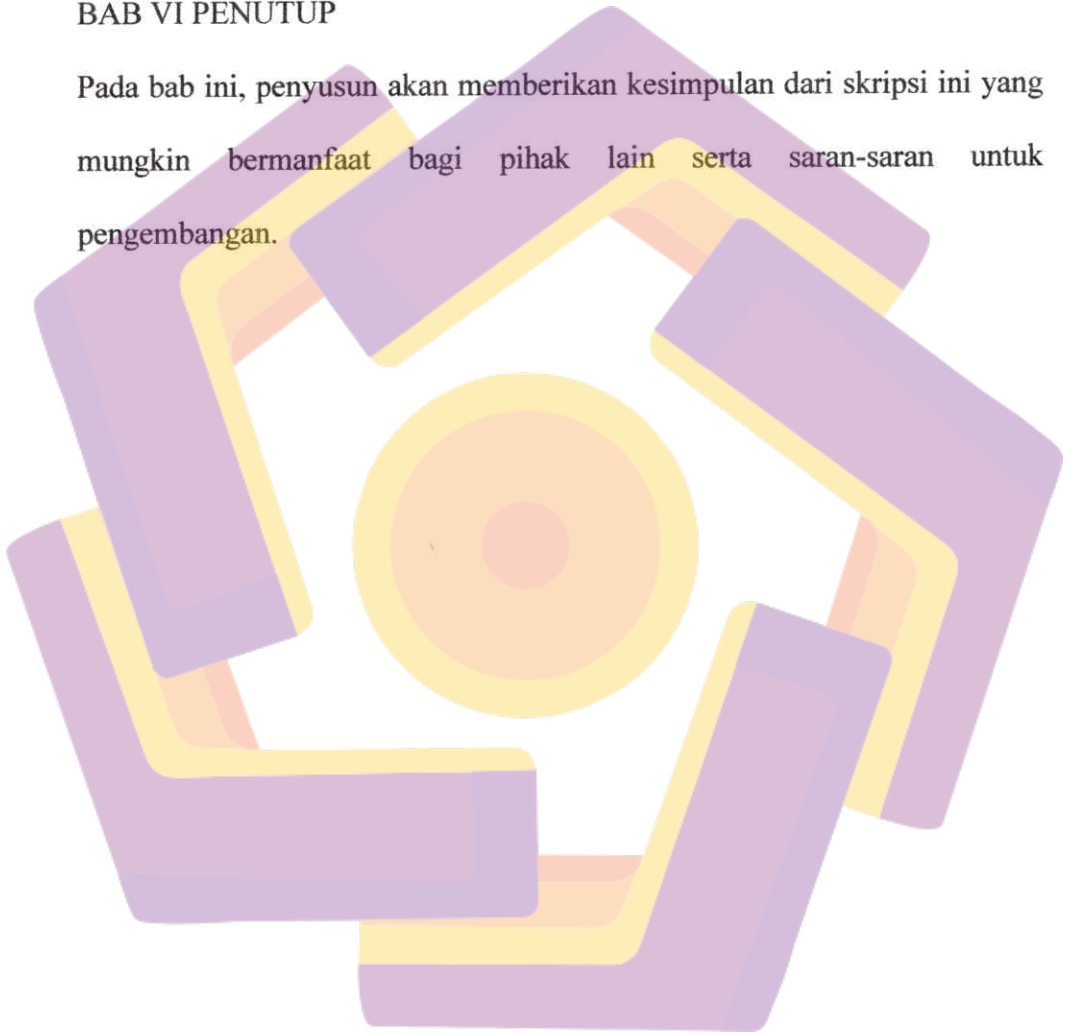 BAB VI PENUTUP
Pada bab ini, penyusun akan memberikan kesimpulan dari skripsi ini yang
mungkin bermanfaat bagi pihak lain serta saran-saran untuk
pengembangan.